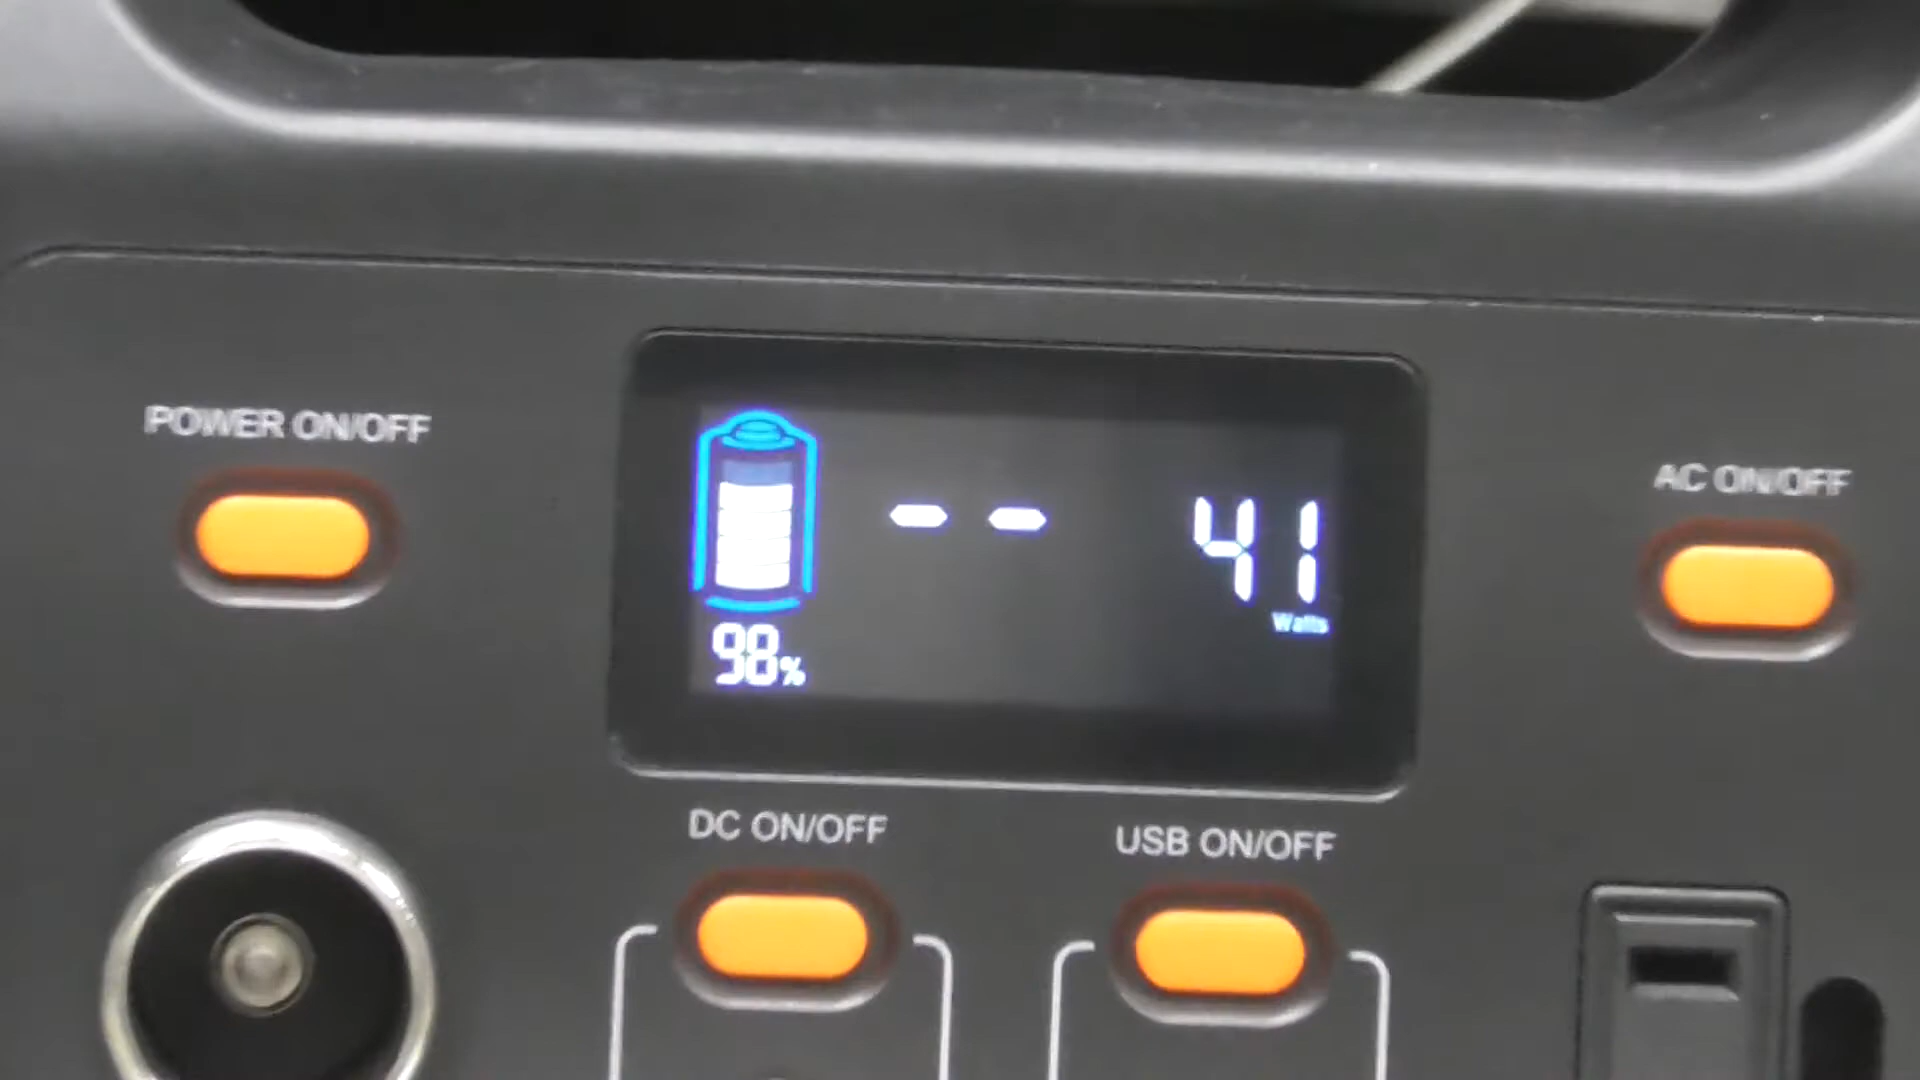 POWER ON/OFF
AC ON/OFF
-- 41
Watts
98%
DC ON/OFF
USB ON/OFF